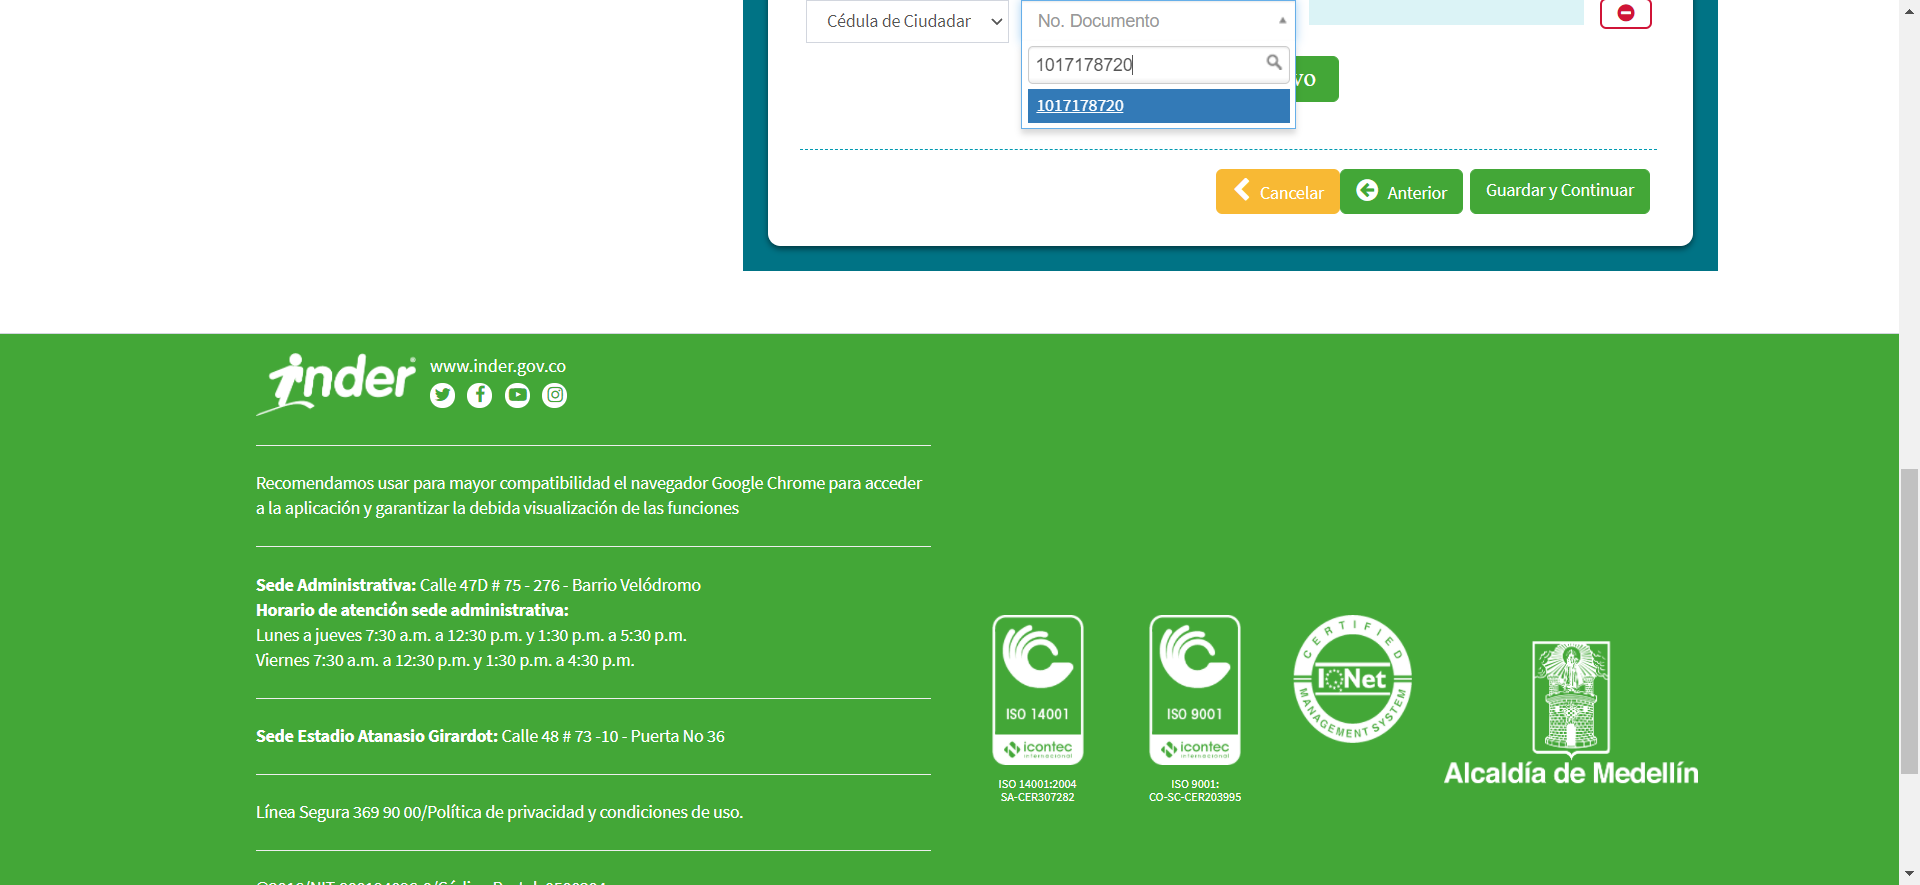 Cédula de Ciudadar
No. Documento
1017178720
vo
1017178720
Cancelar
Anterior
Guardar y Continuar
inder
www.inder.gov.co
Recomendamos usar para mayor compatibilidad el navegador Google Chrome para acceder
a la aplicación y garantizar la debida visualización de las funciones
Sede Administrativa: Calle 47D # 75 - 276 - Barrio Velódromo
Horario de atención sede administrativa:
Lunes a jueves 7:30 a.m. a 12:30 p.m. y 1:30 p.m. a 5:30 p.m.
Viernes 7:30 a.m. a 12:30 p.m. y 1:30 p.m. a 4:30 p.m.
Sede Estadio Atanasio Girardot: Calle 48 # 73 -10 - Puerta No 36
Línea Segura 369 90 00/Política de privacidad y condiciones de uso.
ISO 14001
icontec
internacional
ISO 14001:2004
SA-CER307282
ISO 9001
icontec
internacional
ISO 9001:
CO-SC-CER203995
CERTIFIED
IQNet
MANAGEMENT SYSTEM
Alcaldía de Medellín